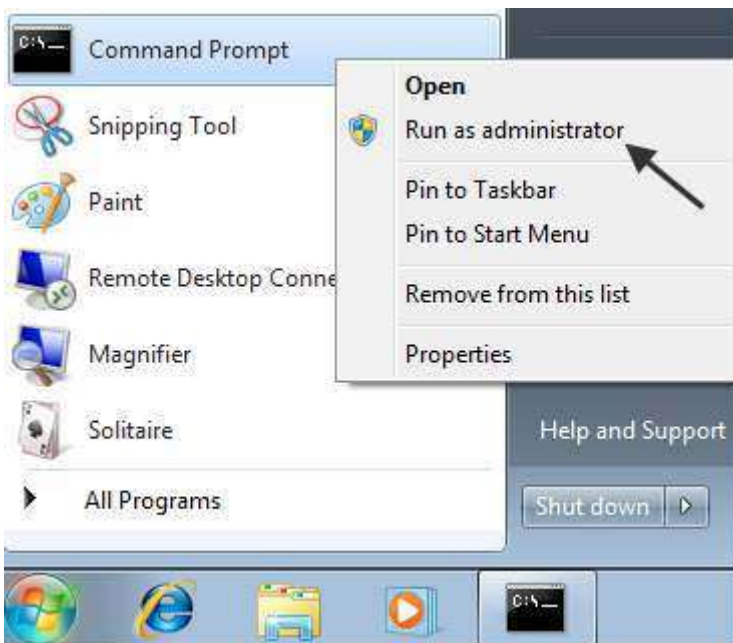 C:\_
Command Prompt
Open
Snipping Tool
Run as administrator
Paint
Pin to Taskbar
Pin to Start Menu
Remote Desktop Conne
Remove from this list
Magnifier
Properties
Solitaire
Help and Support
All Programs
Shut down
C:\_